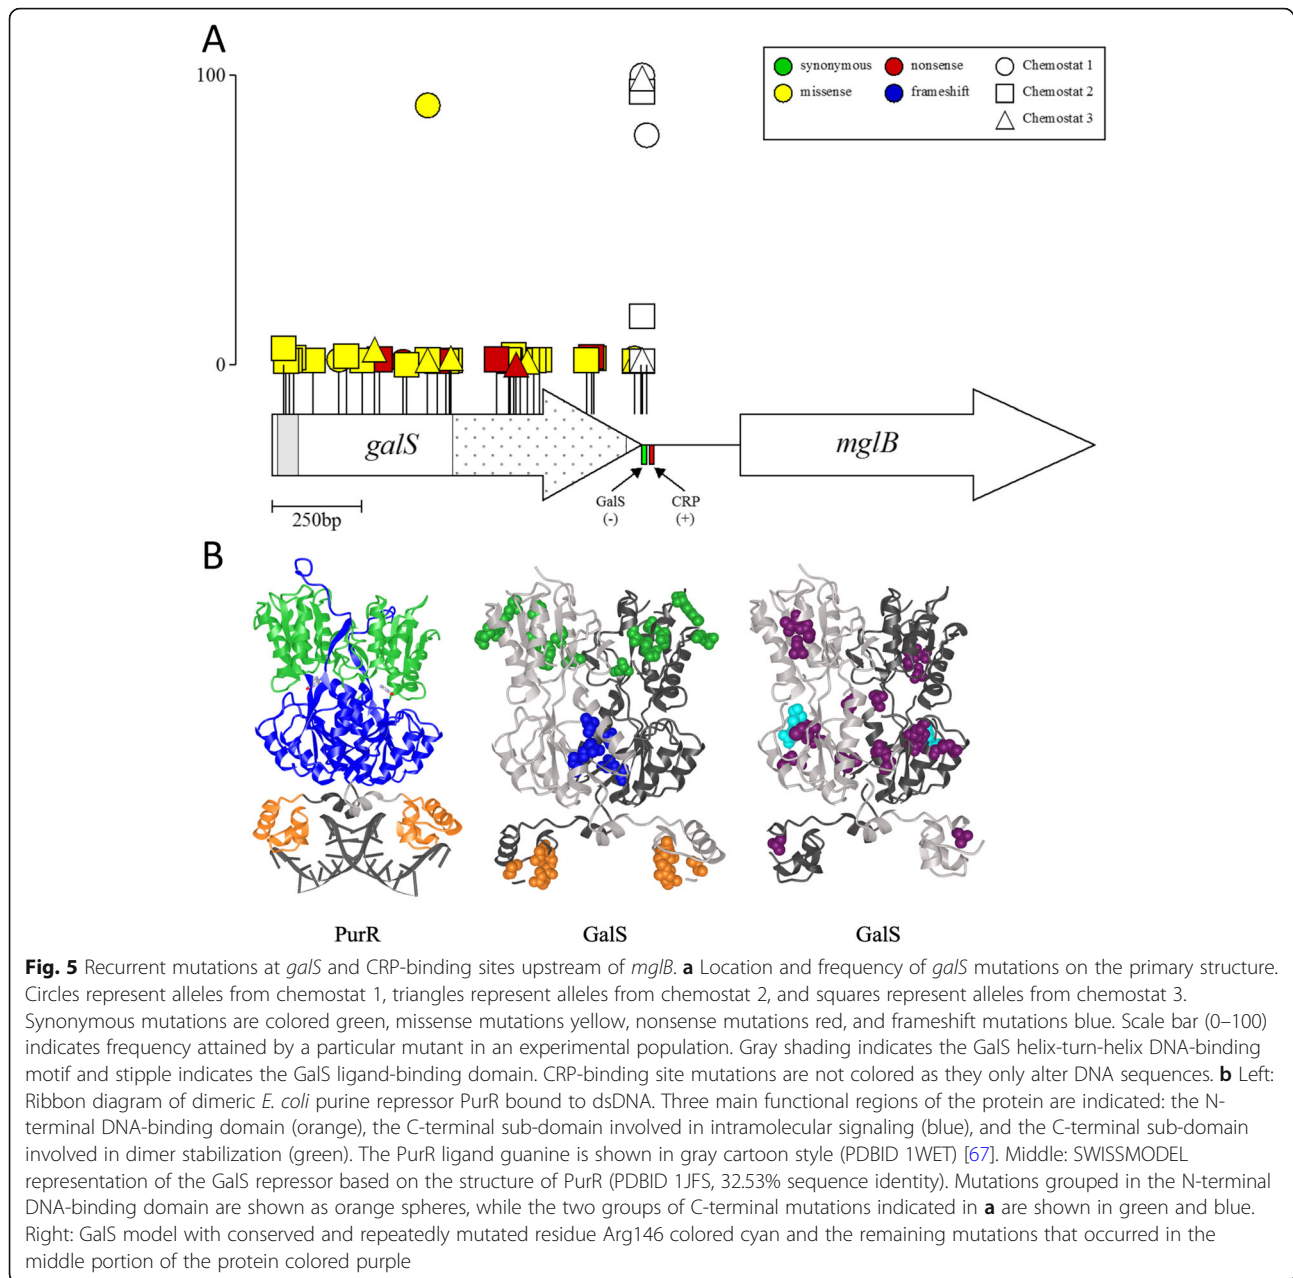 A
100
0
synonymous
missense
nonsense
frameshift
Chemostat 1
Chemostat 2
Chemostat 3
galS
mglB
250bp
GalS
(-)
CRP
(+)
B
PurR
GalS
GalS
Fig. 5 Recurrent mutations at galS and CRP-binding sites upstream of mglB. a Location and frequency of galS mutations on the primary structure.
Circles represent alleles from chemostat 1, triangles represent alleles from chemostat 2, and squares represent alleles from chemostat 3.
Synonymous mutations are colored green, missense mutations yellow, nonsense mutations red, and frameshift mutations blue. Scale bar (0–100)
indicates frequency attained by a particular mutant in an experimental population. Gray shading indicates the GalS helix-turn-helix DNA-binding
motif and stipple indicates the GalS ligand-binding domain. CRP-binding site mutations are not colored as they only alter DNA sequences. b Left:
Ribbon diagram of dimeric E. coli purine repressor PurR bound to dsDNA. Three main functional regions of the protein are indicated: the N-
terminal DNA-binding domain (orange), the C-terminal sub-domain involved in intramolecular signaling (blue), and the C-terminal sub-domain
involved in dimer stabilization (green). The PurR ligand guanine is shown in gray cartoon style (PDBID 1WET) [67]. Middle: SWISSMODEL
representation of the GalS repressor based on the structure of PurR (PDBID 1JFS, 32.53% sequence identity). Mutations grouped in the N-terminal
DNA-binding domain are shown as orange spheres, while the two groups of C-terminal mutations indicated in a are shown in green and blue.
Right: GalS model with conserved and repeatedly mutated residue Arg146 colored cyan and the remaining mutations that occurred in the
middle portion of the protein colored purple